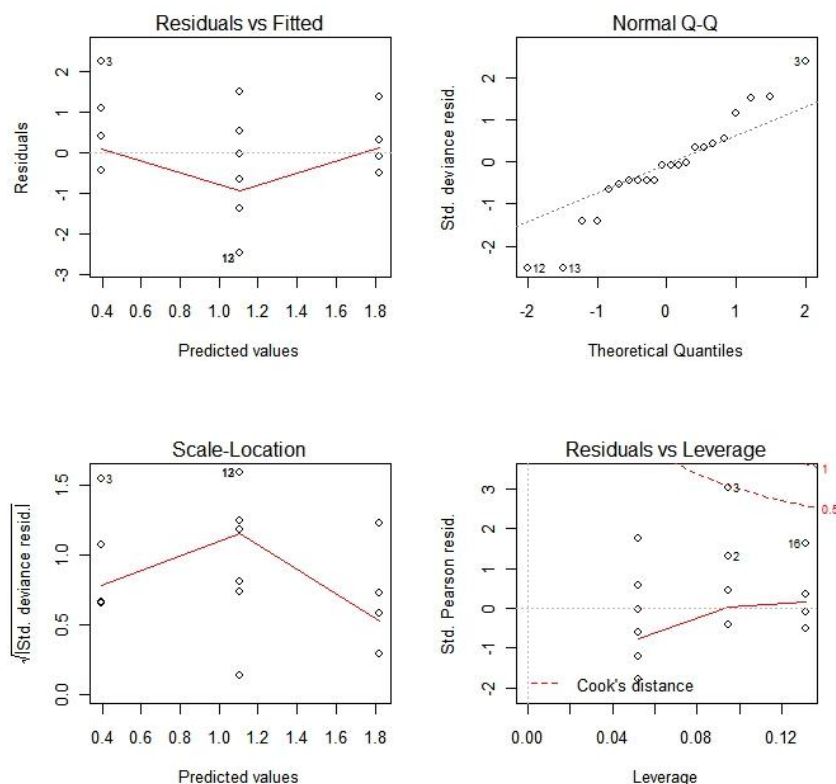 Residuals vs Fitted
Residuals
2
1
0
-1
-2
-3
3
12
0.4 0.6 0.8 1.0 1.2 1.4 1.6 1.8
Predicted values
Normal Q-Q
Std. deviance resid.
2
1
0
-1
-2
3
12
13
-2 -1 0 1 2
Theoretical Quantiles
Scale-Location
√|Std. deviance resid.|
1.5
1.0
0.5
0.0
3
12
0.4 0.6 0.8 1.0 1.2 1.4 1.6 1.8
Predicted values
Residuals vs Leverage
Std. Pearson resid.
3
2
1
0
-1
-2
3
2
16
1
0.5
Cook's distance
0.00 0.04 0.08 0.12
Leverage